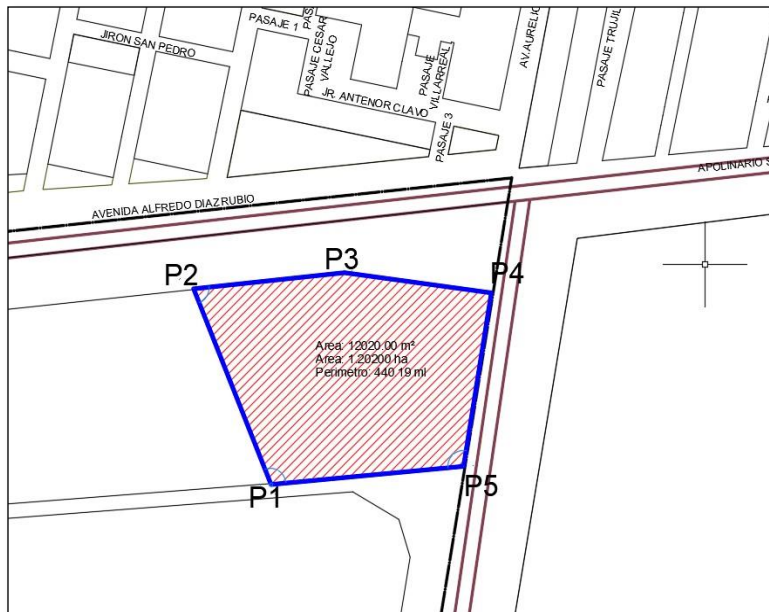 PASAJE 1
JIRON SAN PEDRO
PASAJE CESAR
VALLEJO
PASAJE
VILLARREAL
AV.AURELIO
PASAJE TRUJIL
JR. ANTENOR CLAVO
PASAJE 3
APOLINARIO S
AVENIDA ALFREDO DIAZ RUBIO
P2
P3
P4
Area: 12020.00 m²
Area: 1.20200 ha
Perimetro: 440.19 ml
P1
P5